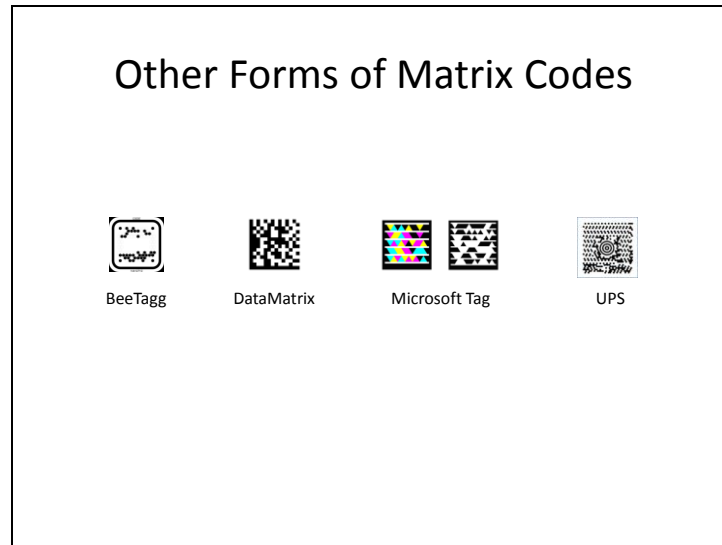 Other Forms of Matrix Codes
BeeTagg DataMatrix Microsoft Tag UPS